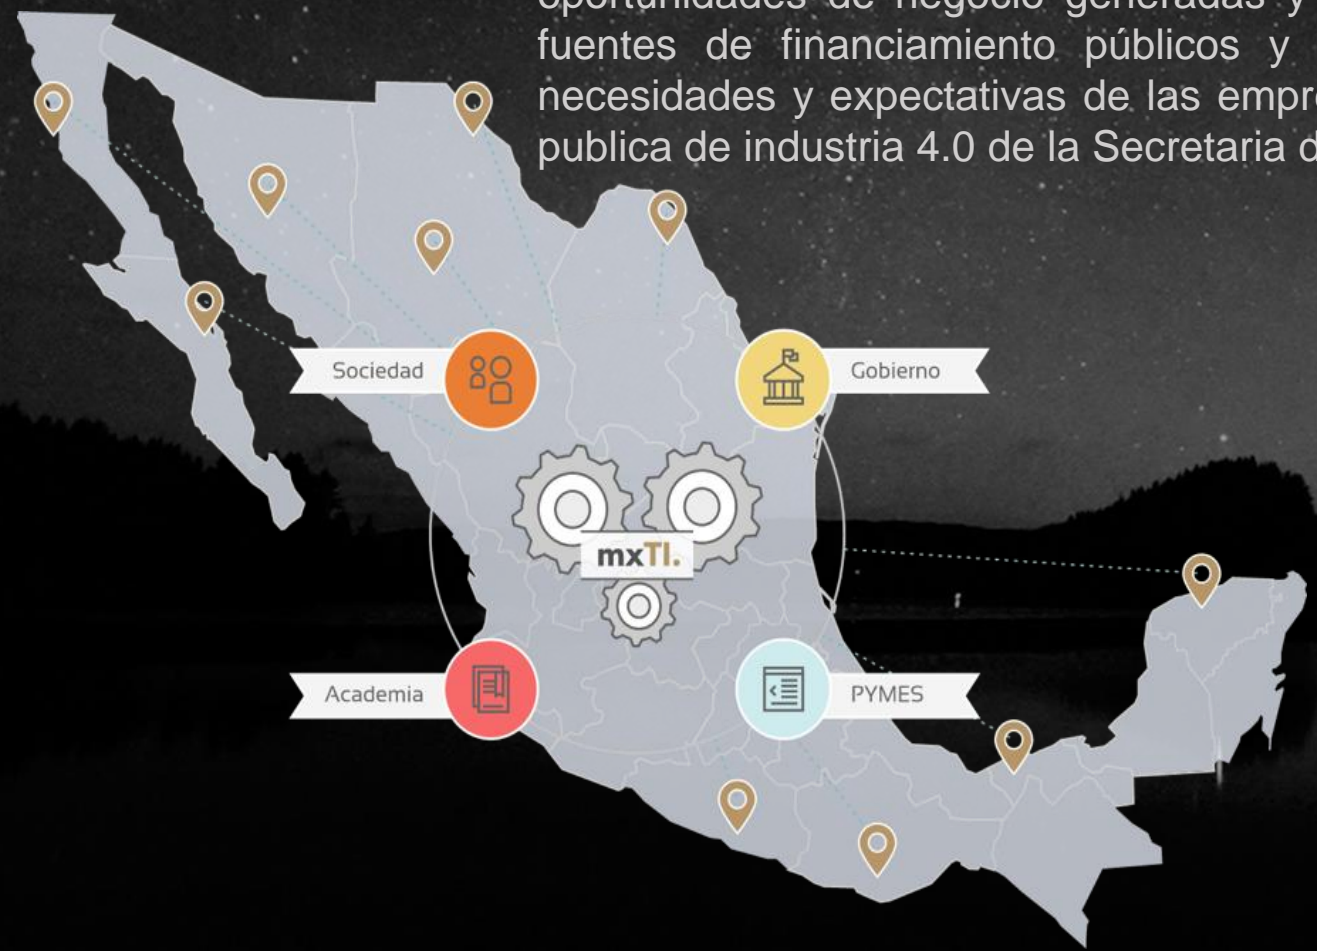 oportunidades de negocio generadas y
fuentes de financiamiento públicos y
necesidades y expectativas de las empre
publica de industria 4.0 de la Secretaria d
Sociedad
Gobierno
mxTI.
Academia
PYMES